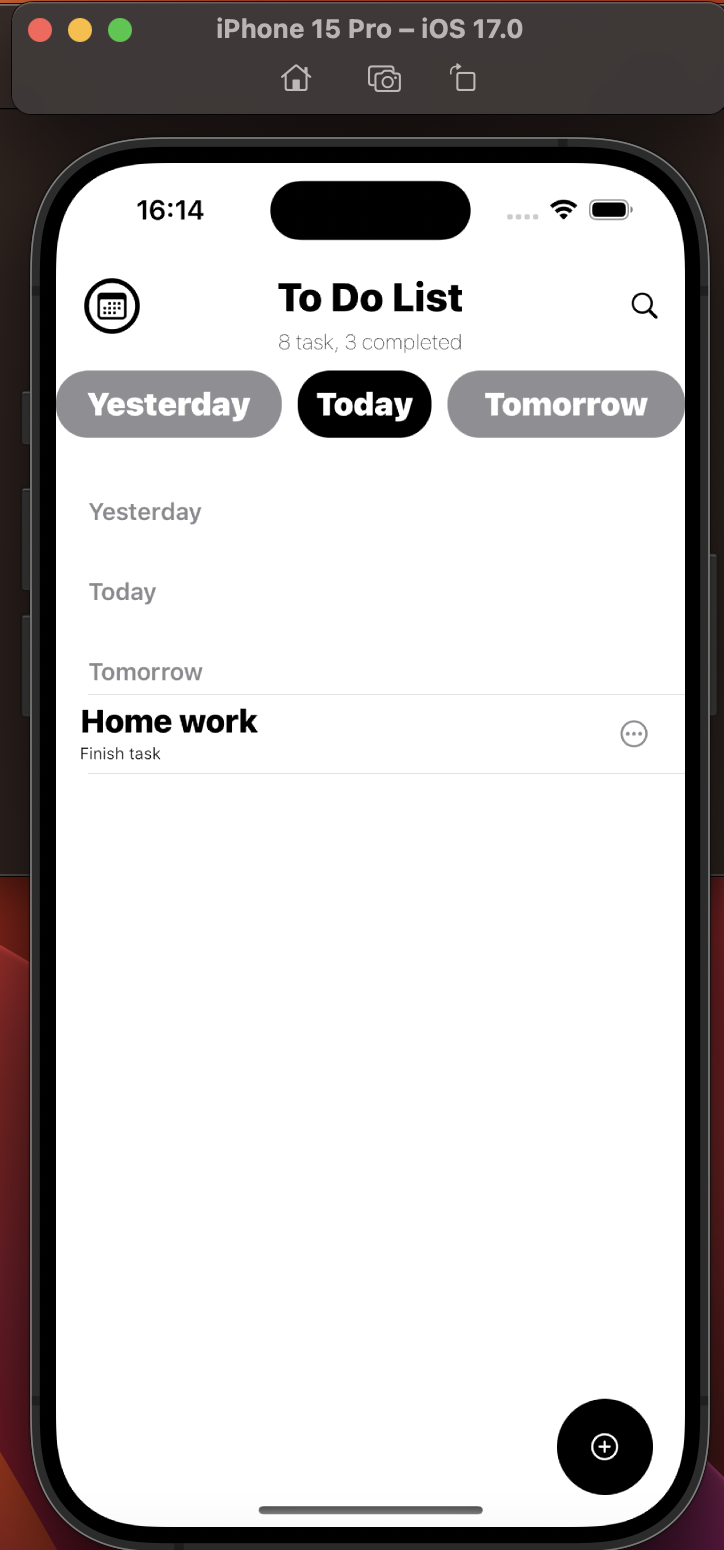 iPhone 15 Pro – iOS 17.0
16:14
To Do List
8 task, 3 completed
Yesterday Today Tomorrow
Yesterday
Today
Tomorrow
Home work
Finish task